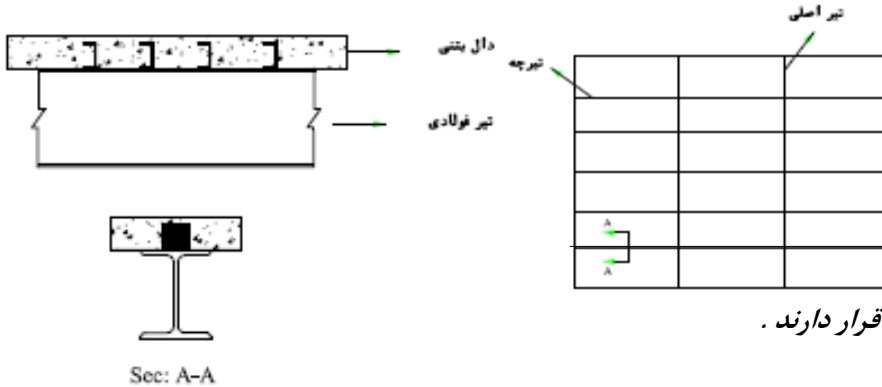 تیر اصلی
تیرچه
دال بتنی
تیر فولادی
A
A
قرار دارند .
Sec: A-A